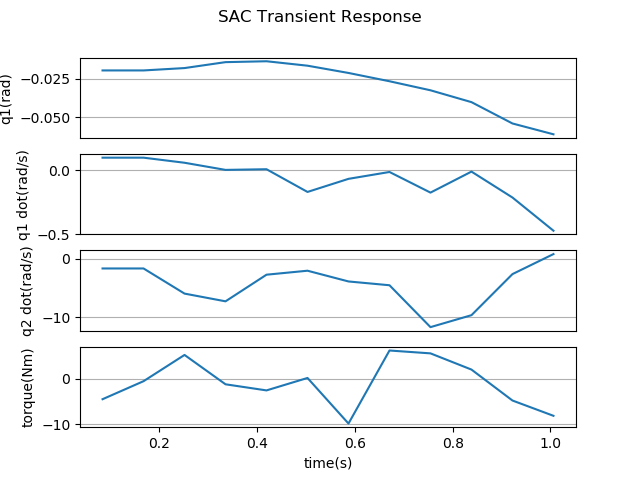 SAC Transient Response
q1(rad)
−0.025
−0.050
q1 dot(rad/s)
0.0
−0.5
q2 dot(rad/s)
0
−10
torque(Nm)
0
−10
0.2 0.4 0.6 0.8 1.0
time(s)